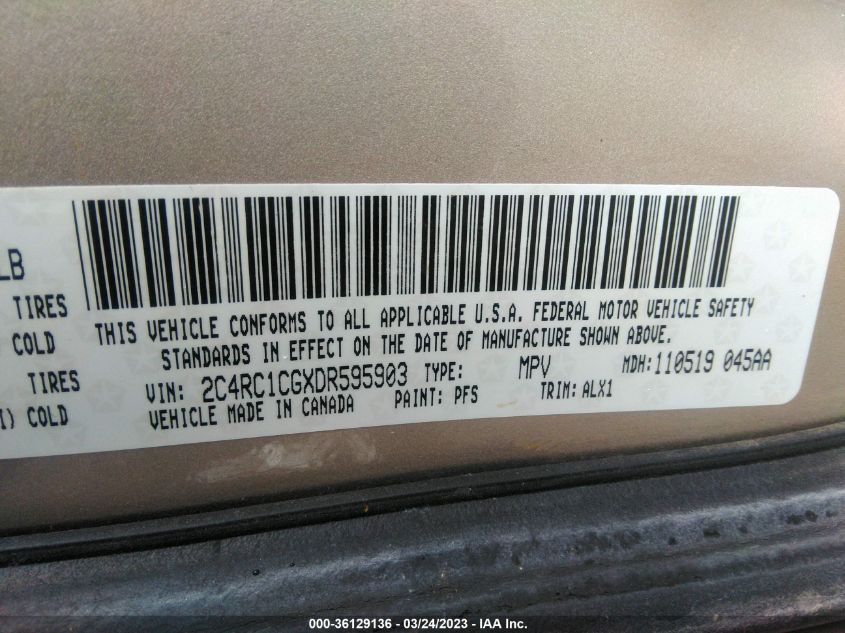 LB
TIRES
COLD
TIRES
I) COLD
THIS VEHICLE CONFORMS TO ALL APPLICABLE U.S.A. FEDERAL MOTOR VEHICLE SAFETY
STANDARDS IN EFFECT ON THE DATE OF MANUFACTURE SHOWN ABOVE.
VIN: 2C4RC1CGXDR595903 TYPE: MPV MDH:110519 045AA
VEHICLE MADE IN CANADA PAINT: PFS TRIM: ALX1
000-36129136 - 03/24/2023 - IAA Inc.